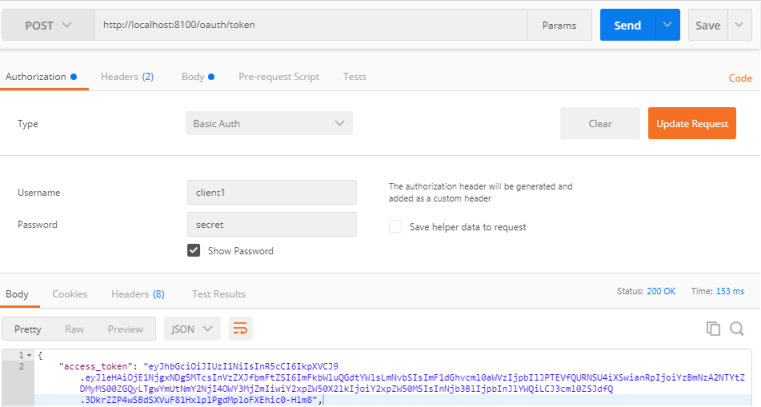 POST http://localhost:8100/oauth/token Params Send Save
Authorization Headers (2) Body Pre-request Script Tests Code
Type Basic Auth Clear Update Request
Username client1 The authorization header will be generated and
added as a custom header
Password secret Save helper data to request
Show Password
Body Cookies Headers (8) Test Results Status: 200 OK Time: 153 ms
Pretty Raw Preview JSON
1 {
2 "access_token": "eyJhbGciOiJIUzI1NiIsInR5cCI6IkpXVCJ9